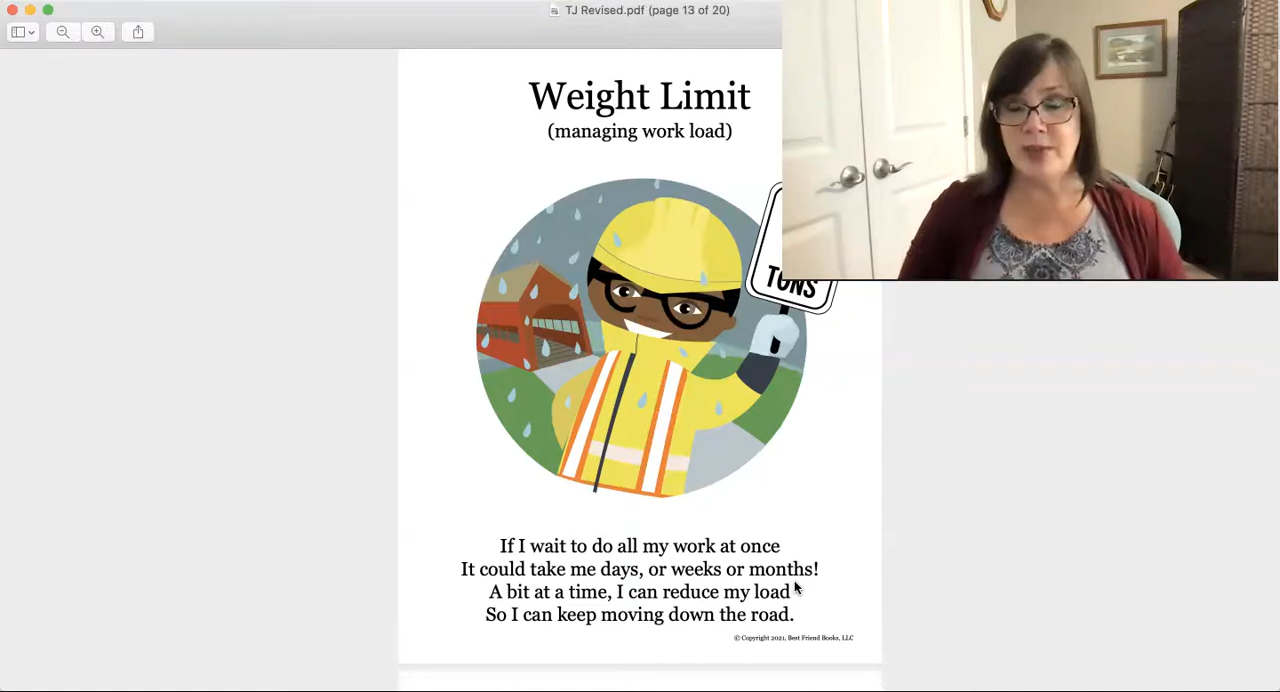 TJ Revised.pdf (page 13 of 20)
Weight Limit
(managing work load)
TONS
If I wait to do all my work at once
It could take me days, or weeks or months!
A bit at a time, I can reduce my load
So I can keep moving down the road.
© Copyright 2021, Best Friend Books, LLC